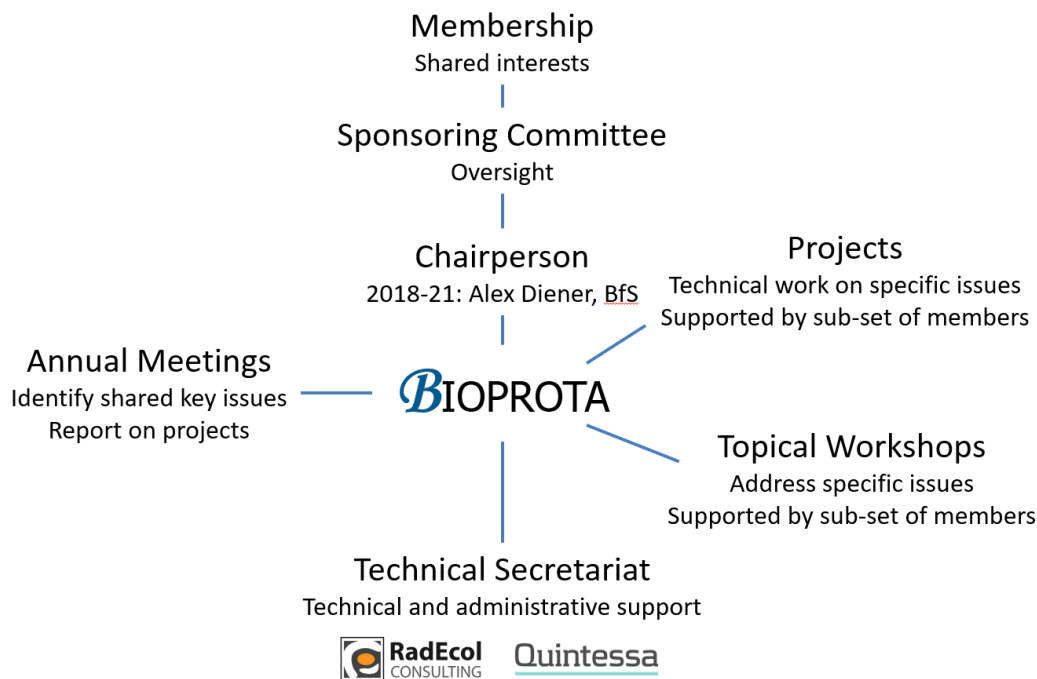 Membership
Shared interests
Sponsoring Committee
Oversight
Chairperson
2018-21: Alex Diener, BfS
Projects
Technical work on specific issues
Supported by sub-set of members
Annual Meetings
Identify shared key issues
Report on projects
BIOPROTA
Topical Workshops
Address specific issues
Supported by sub-set of members
Technical Secretariat
Technical and administrative support
RadEcol
CONSULTING
Quintessa